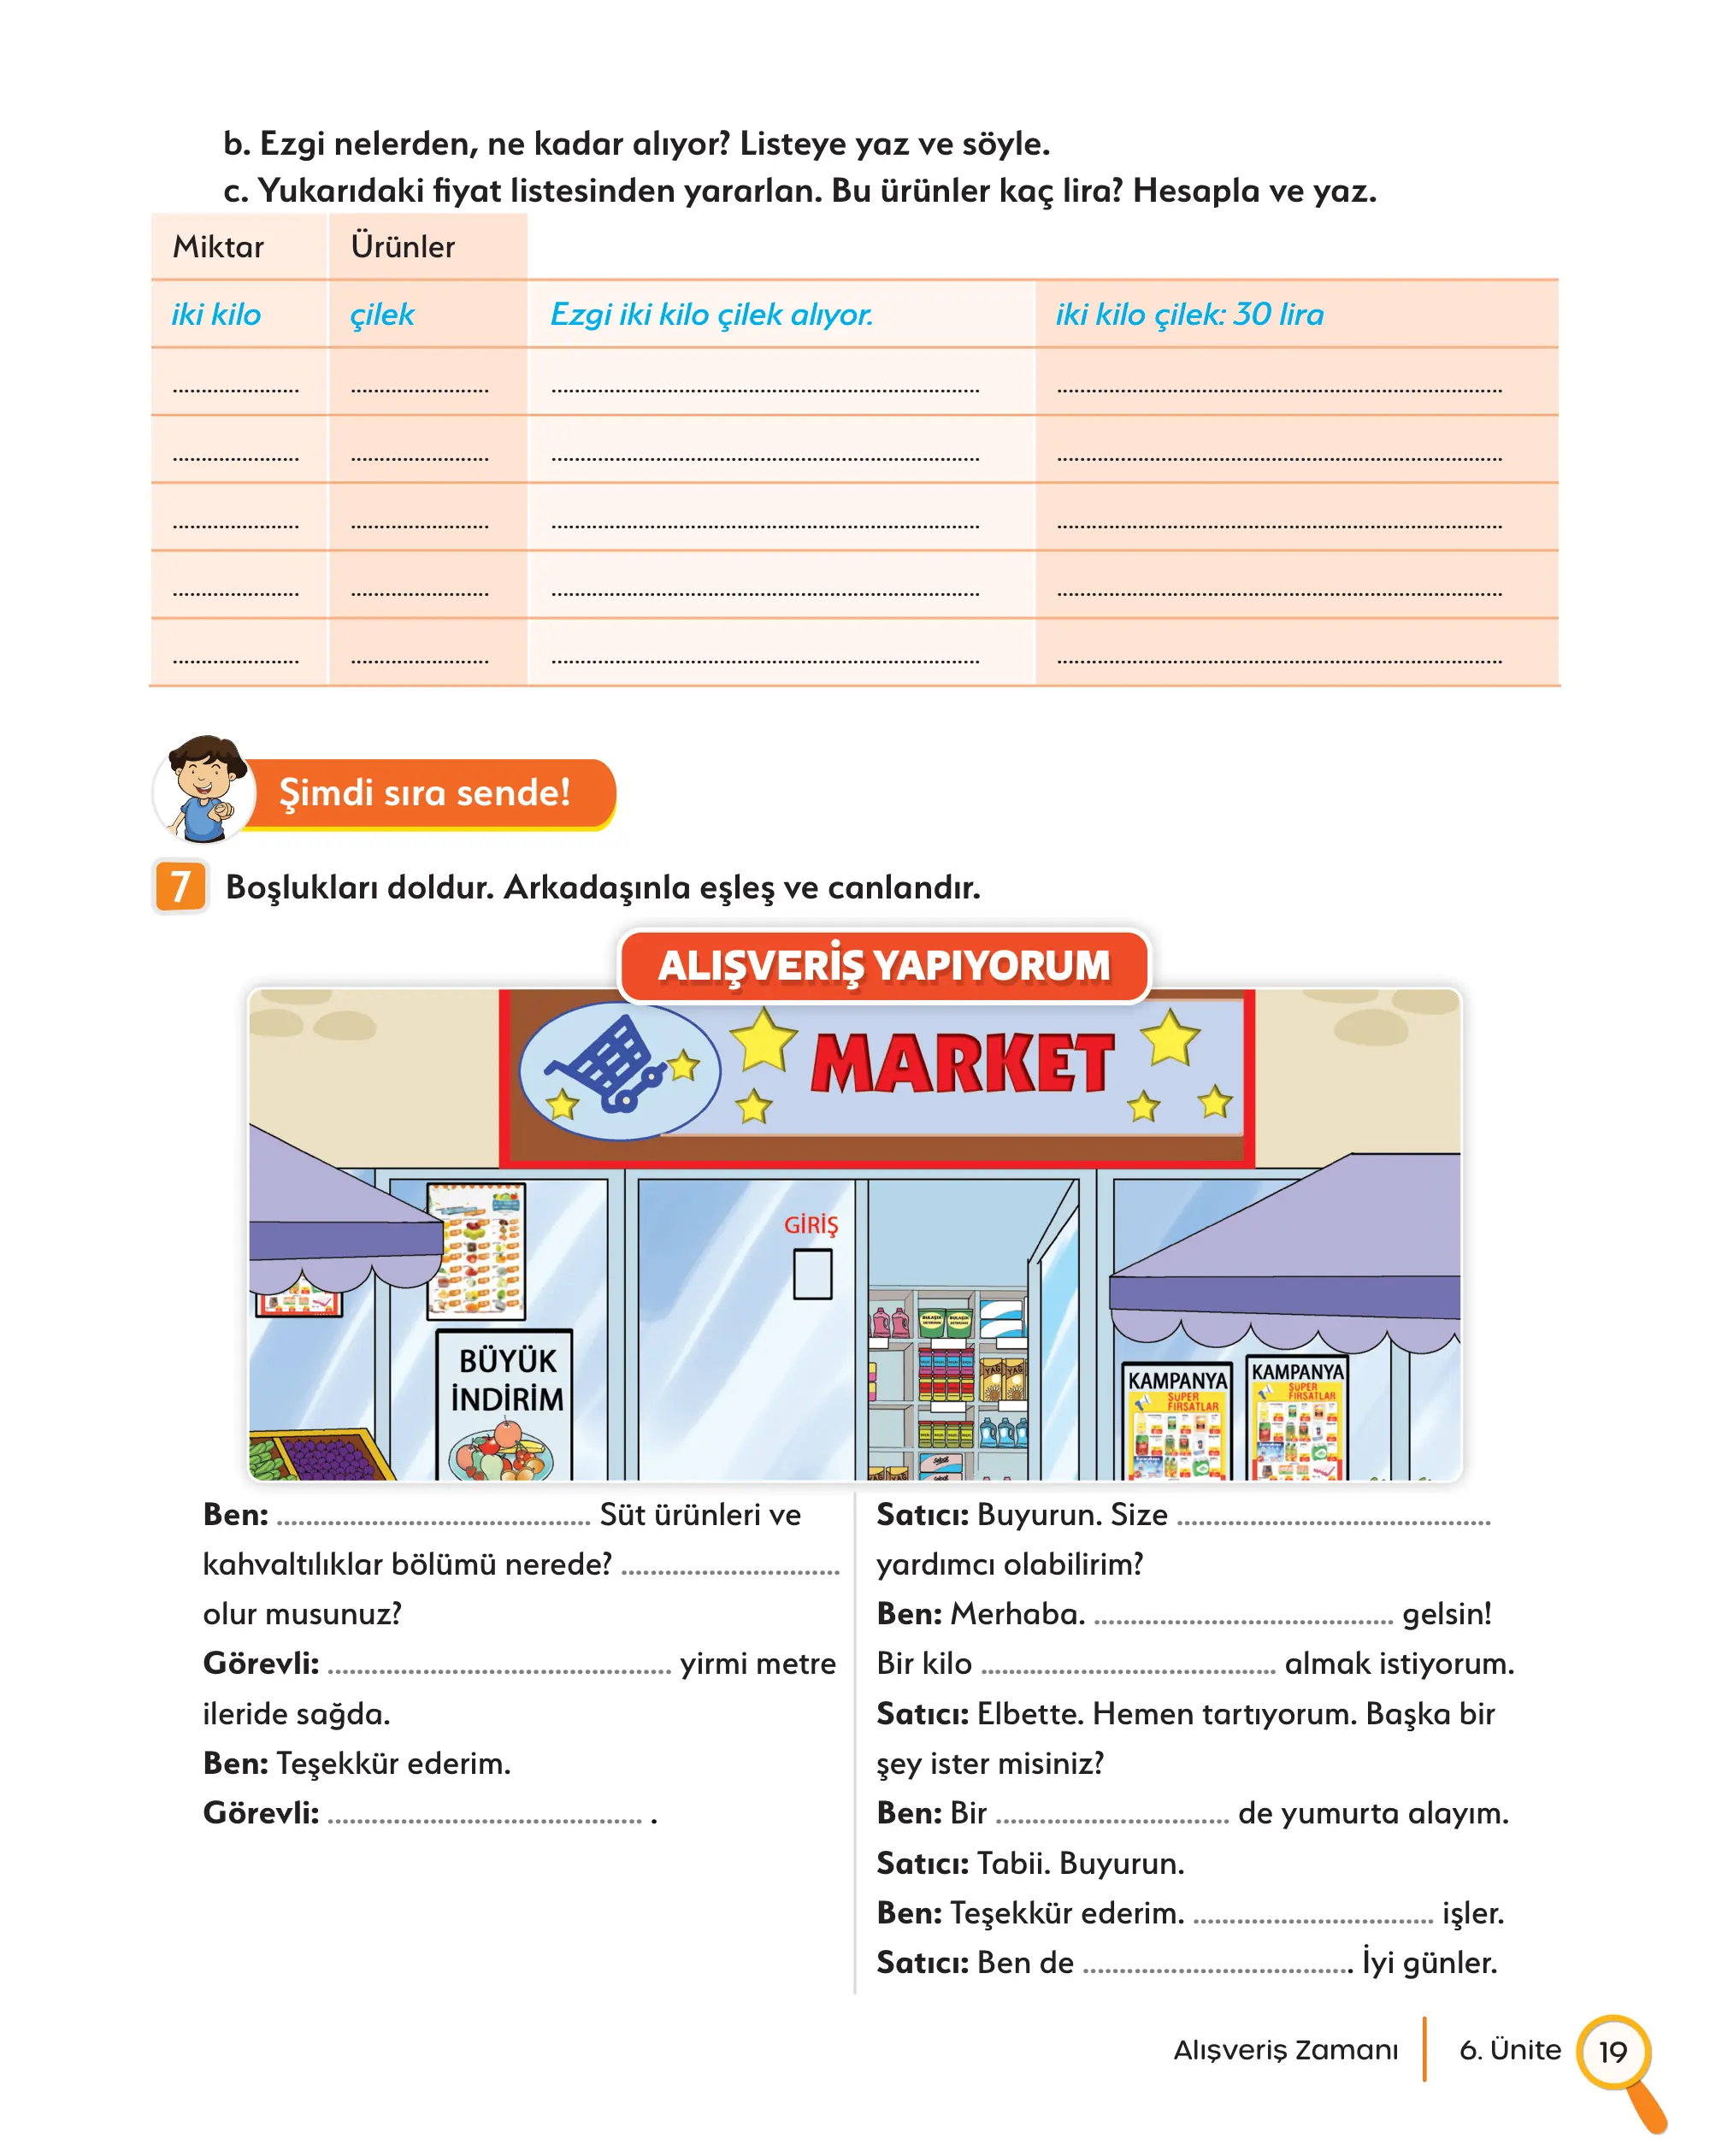 b. Ezgi nelerden, ne kadar alıyor? Listeye yaz ve söyle.
c. Yukarıdaki fiyat listesinden yararlan. Bu ürünler kaç lira? Hesapla ve yaz.
Miktar Ürünler
iki kilo çilek Ezgi iki kilo çilek alıyor. iki kilo çilek: 30 lira
Şimdi sıra sende!
7 Boşlukları doldur. Arkadaşınla eşleş ve canlandır.
ALIŞVERİŞ YAPIYORUM
MARKET
GİRİŞ
BÜYÜK
İNDİRİM
KAMPANYA
SÜPER
FIRSATLAR
KAMPANYA
SÜPER
FIRSATLAR
BULAŞIK
BULAŞIK
YAĞ
YAĞ
Ben: ........................................... Süt ürünleri ve
kahvaltılıklar bölümü nerede? ..............................
olur musunuz?
Görevli: ............................................... yirmi metre
ileride sağda.
Ben: Teşekkür ederim.
Görevli: ........................................... .
Satıcı: Buyurun. Size ...........................................
yardımcı olabilirim?
Ben: Merhaba. ......................................... gelsin!
Bir kilo ......................................... almak istiyorum.
Satıcı: Elbette. Hemen tartıyorum. Başka bir
şey ister misiniz?
Ben: Bir ................................ de yumurta alayım.
Satıcı: Tabii. Buyurun.
Ben: Teşekkür ederim. ................................. işler.
Satıcı: Ben de ..................................... İyi günler.
Alışveriş Zamanı 6. Ünite 19